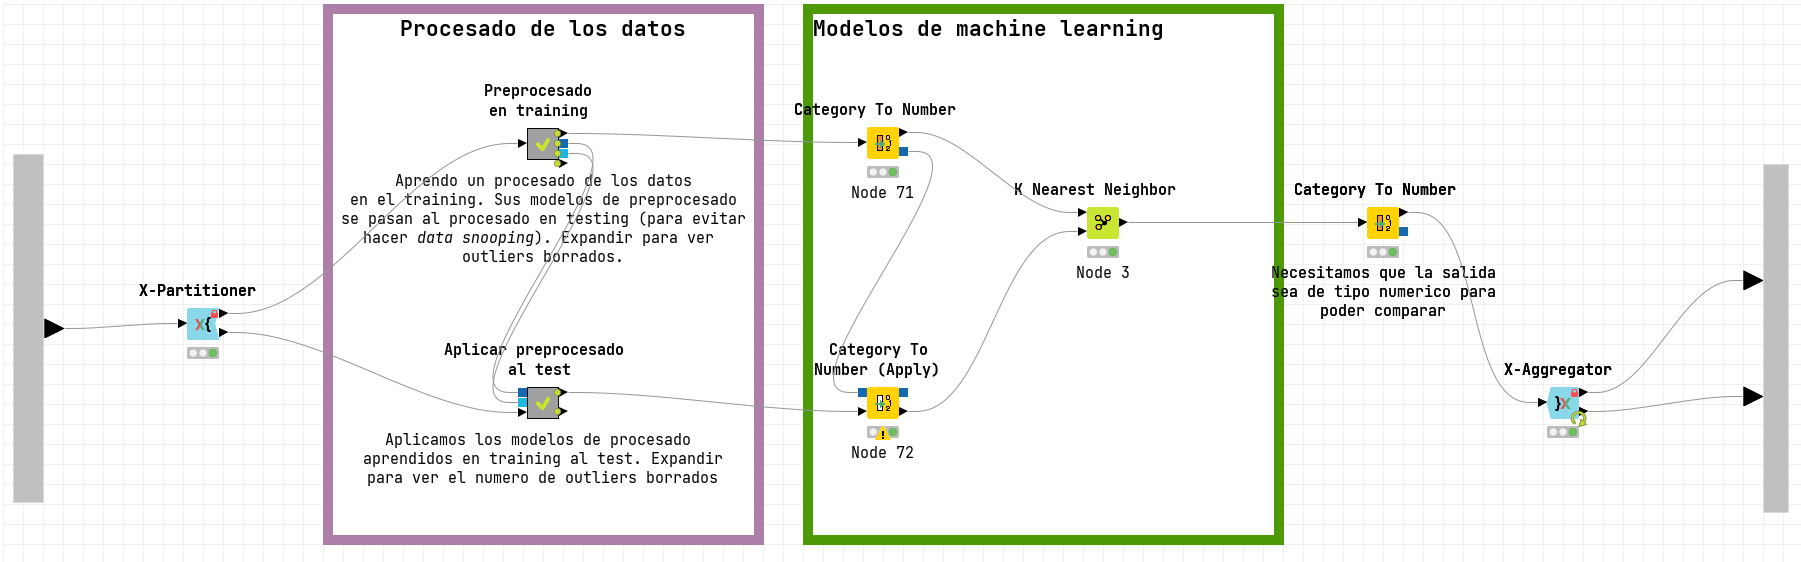 Procesado de los datos
Preprocesado
en training
Aprendo un procesado de los datos
en el training. Sus modelos de preprocesado
se pasan al procesado en testing (para evitar
hacer data snooping). Expandir para ver
outliers borrados.
X-Partitioner
Aplicar preprocesado
al test
Aplicamos los modelos de procesado
aprendidos en training al test. Expandir
para ver el numero de outliers borrados
Modelos de machine learning
Category To Number
Node 71
K Nearest Neighbor
Node 3
Category To
Number (Apply)
Node 72
Category To Number
Necesitamos que la salida
sea de tipo numerico para
poder comparar
X-Aggregator